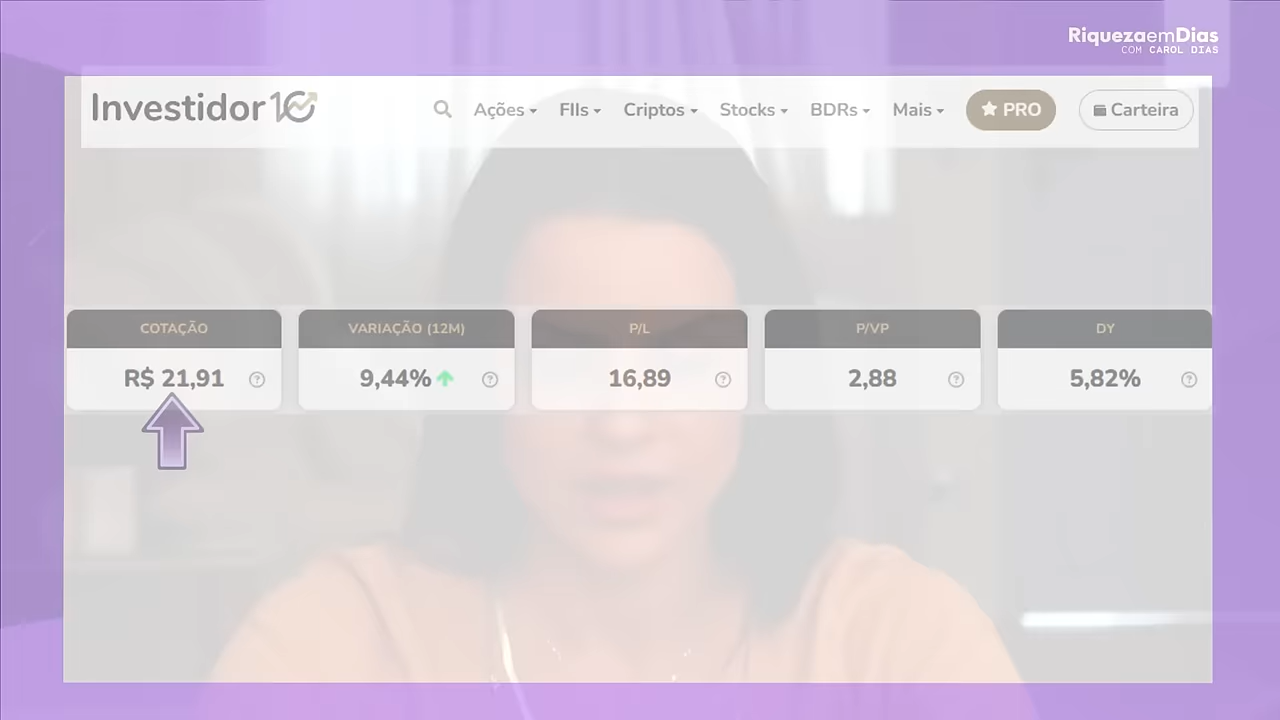 RiquezaemDias
COM CAROL DIAS
Investidor10
Ações
FIIs
Criptos
Stocks
BDRs
Mais
PRO
Carteira
COTAÇÃO
VARIAÇÃO (12M)
P/L
P/VP
DY
R$ 21,91
?
9,44%
?
16,89
?
2,88
?
5,82%
?